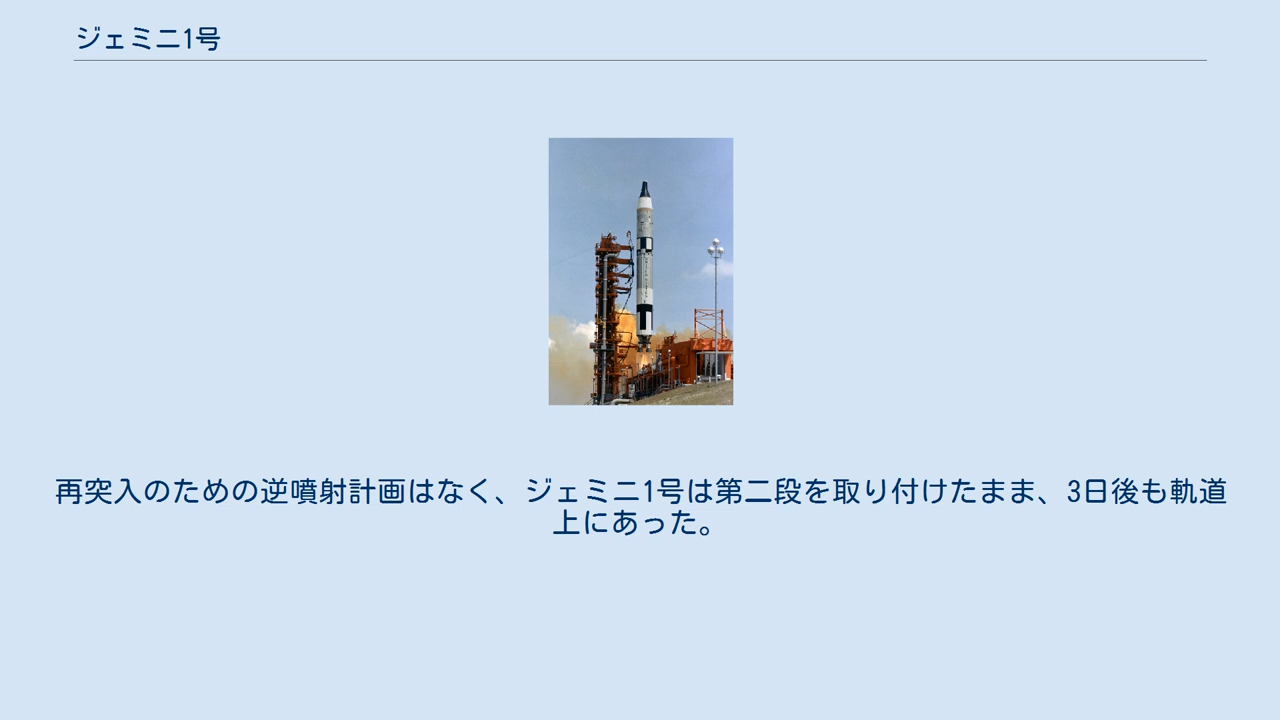 ジェミニ1号
再突入のための逆噴射計画はなく、ジェミニ1号は第二段を取り付けたまま、3日後も軌道
上にあった。